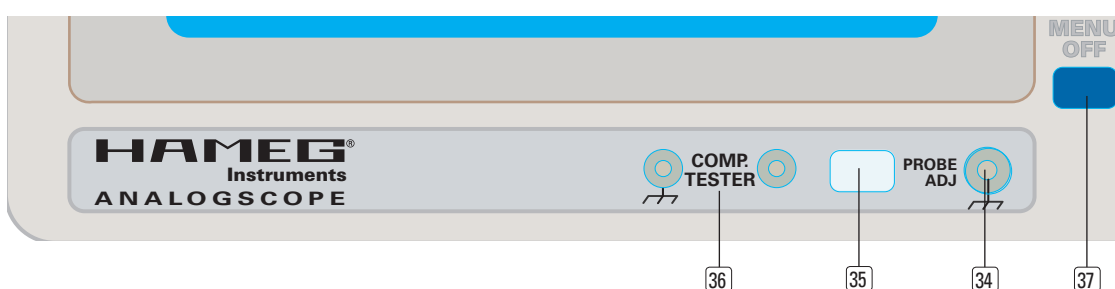 MENU
OFF
HAMEG®
Instruments
ANALOGSCOPE
COMP.
TESTER
PROBE
ADJ
36
35
34
37